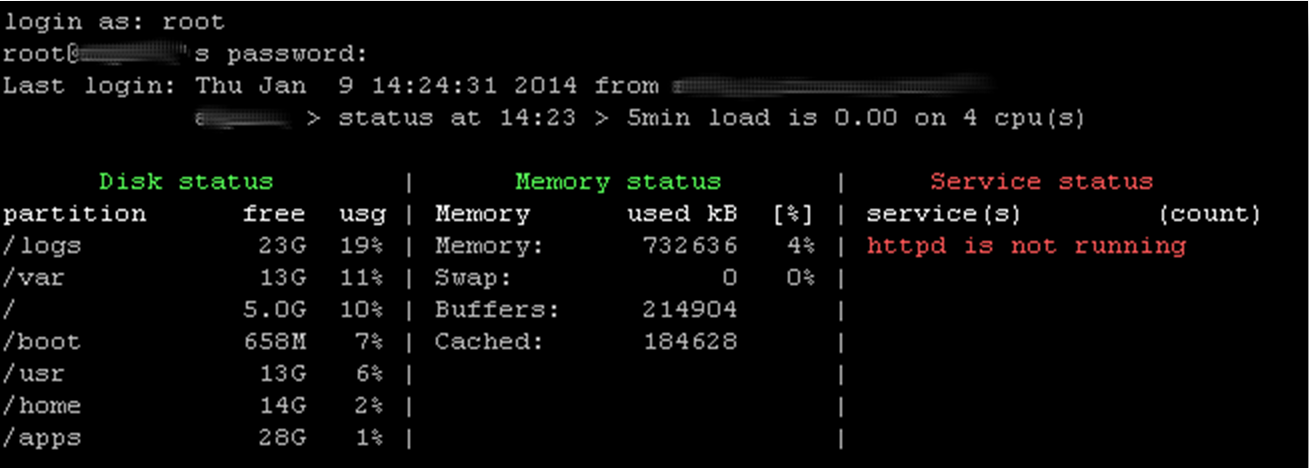 login as: root
root@ 's password:
Last login: Thu Jan  9 14:24:31 2014 from
> status at 14:23 > 5min load is 0.00 on 4 cpu(s)
Disk status | Memory status | Service status
partition free usg | Memory used kB [%] | service(s) (count)
/logs 23G 19% | Memory: 732636 4% | httpd is not running
/var 13G 11% | Swap: 0 0% |
/ 5.0G 10% | Buffers: 214904 |
/boot 658M 7% | Cached: 184628 |
/usr 13G 6% | |
/home 14G 2% | |
/apps 28G 1% | |